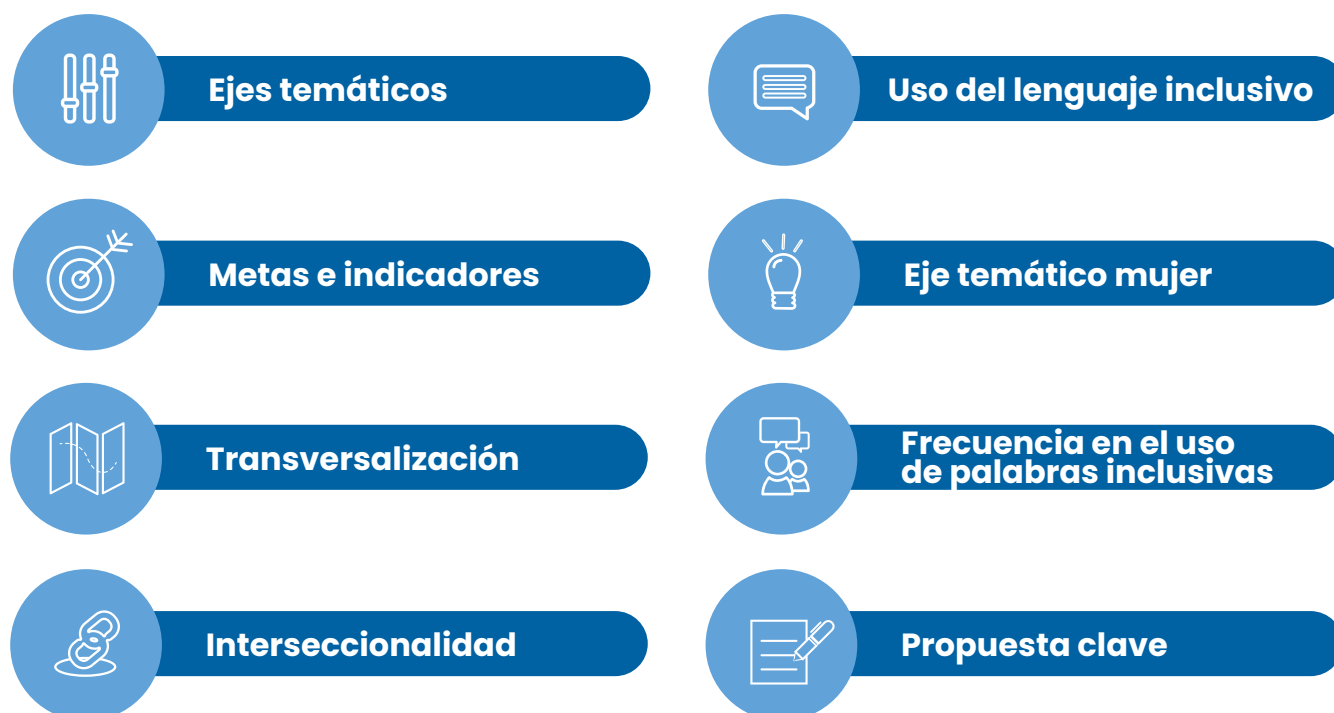 Ejes temáticos
Metas e indicadores
Transversalización
Interseccionalidad
Uso del lenguaje inclusivo
Eje temático mujer
Frecuencia en el uso
de palabras inclusivas
Propuesta clave